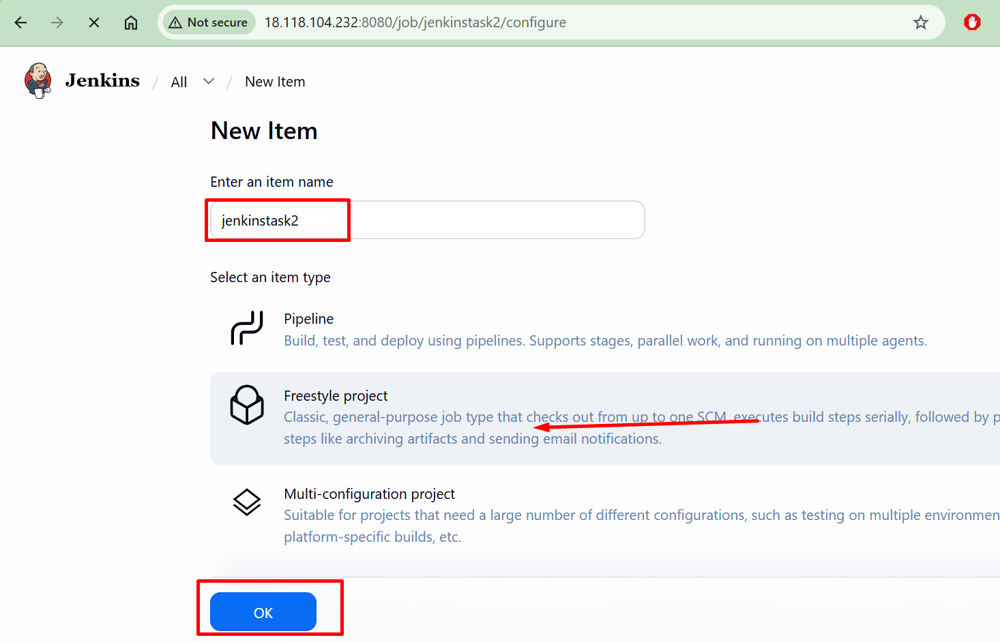 Not secure 18.118.104.232:8080/job/jenkinstask2/configure
Jenkins / All / New Item
New Item
Enter an item name
jenkinstask2
Select an item type
Pipeline
Build, test, and deploy using pipelines. Supports stages, parallel work, and running on multiple agents.
Freestyle project
Classic, general-purpose job type that checks out from up to one SCM, executes build steps serially, followed by p
steps like archiving artifacts and sending email notifications.
Multi-configuration project
Suitable for projects that need a large number of different configurations, such as testing on multiple environmen
platform-specific builds, etc.
OK